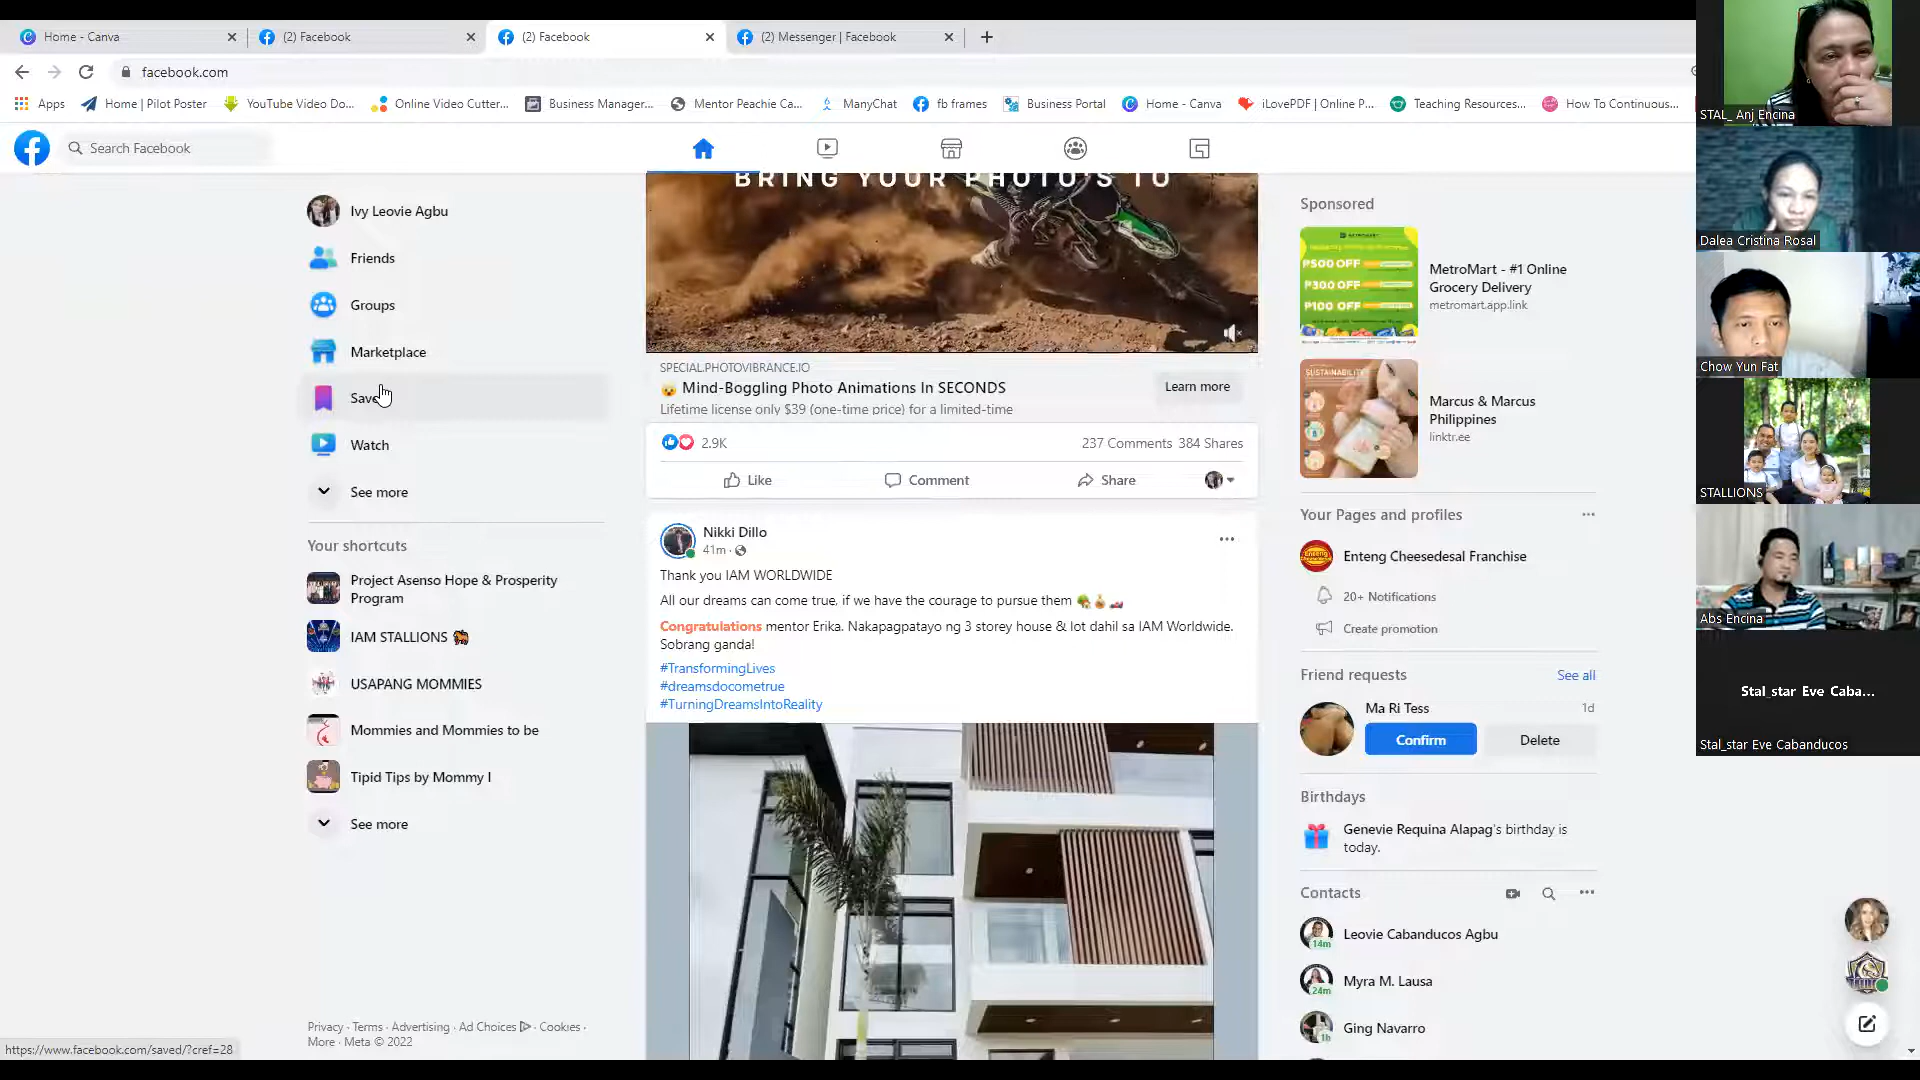 Home - Canva
(2) Facebook
(2) Facebook
(2) Messenger | Facebook
facebook.com
Apps
Home | Pilot Poster
YouTube Video Do...
Online Video Cutter...
Business Manager...
Mentor Peachie Ca...
ManyChat
fb frames
Business Portal
Home - Canva
iLovePDF | Online P...
Teaching Resources...
How To Continuous...
Search Facebook
Ivy Leovie Agbu
Friends
Groups
Marketplace
Save
Watch
See more
Your shortcuts
Project Asenso Hope & Prosperity
Program
IAM STALLIONS
USAPANG MOMMIES
Mommies and Mommies to be
Tipid Tips by Mommy I
See more
Privacy · Terms · Advertising · Ad Choices · Cookies ·
More · Meta © 2022
https://www.facebook.com/saved/?cref=28
BRING YOUR PHOTO'S TO
SPECIAL.PHOTOVIBRANCE.IO
Mind-Boggling Photo Animations In SECONDS
Lifetime license only $39 (one-time price) for a limited-time
Learn more
2.9K
237 Comments 384 Shares
Like
Comment
Share
Nikki Dillo
41m ·
Thank you IAM WORLDWIDE
All our dreams can come true, if we have the courage to pursue them
Congratulations mentor Erika. Nakapagpatayo ng 3 storey house & lot dahil sa IAM Worldwide.
Sobrang ganda!
#TransformingLives
#dreamsdocometrue
#TurningDreamsIntoReality
Sponsored
₱500 OFF
₱300 OFF
₱100 OFF
MetroMart - #1 Online
Grocery Delivery
metromart.app.link
SUSTAINABILITY
Marcus & Marcus
Philippines
linktr.ee
Your Pages and profiles
Enteng Cheesedesal Franchise
20+ Notifications
Create promotion
Friend requests
See all
Ma Ri Tess
1d
Confirm
Delete
Birthdays
Genevie Requina Alapag's birthday is
today.
Contacts
Leovie Cabanducos Agbu
14m
Myra M. Lausa
24m
Ging Navarro
1h
STAL_ Anj Encina
Dalea Cristina Rosal
Chow Yun Fat
STALLIONS
Abs Encina
Stal_star Eve Caba...
Stal_star Eve Cabanducos